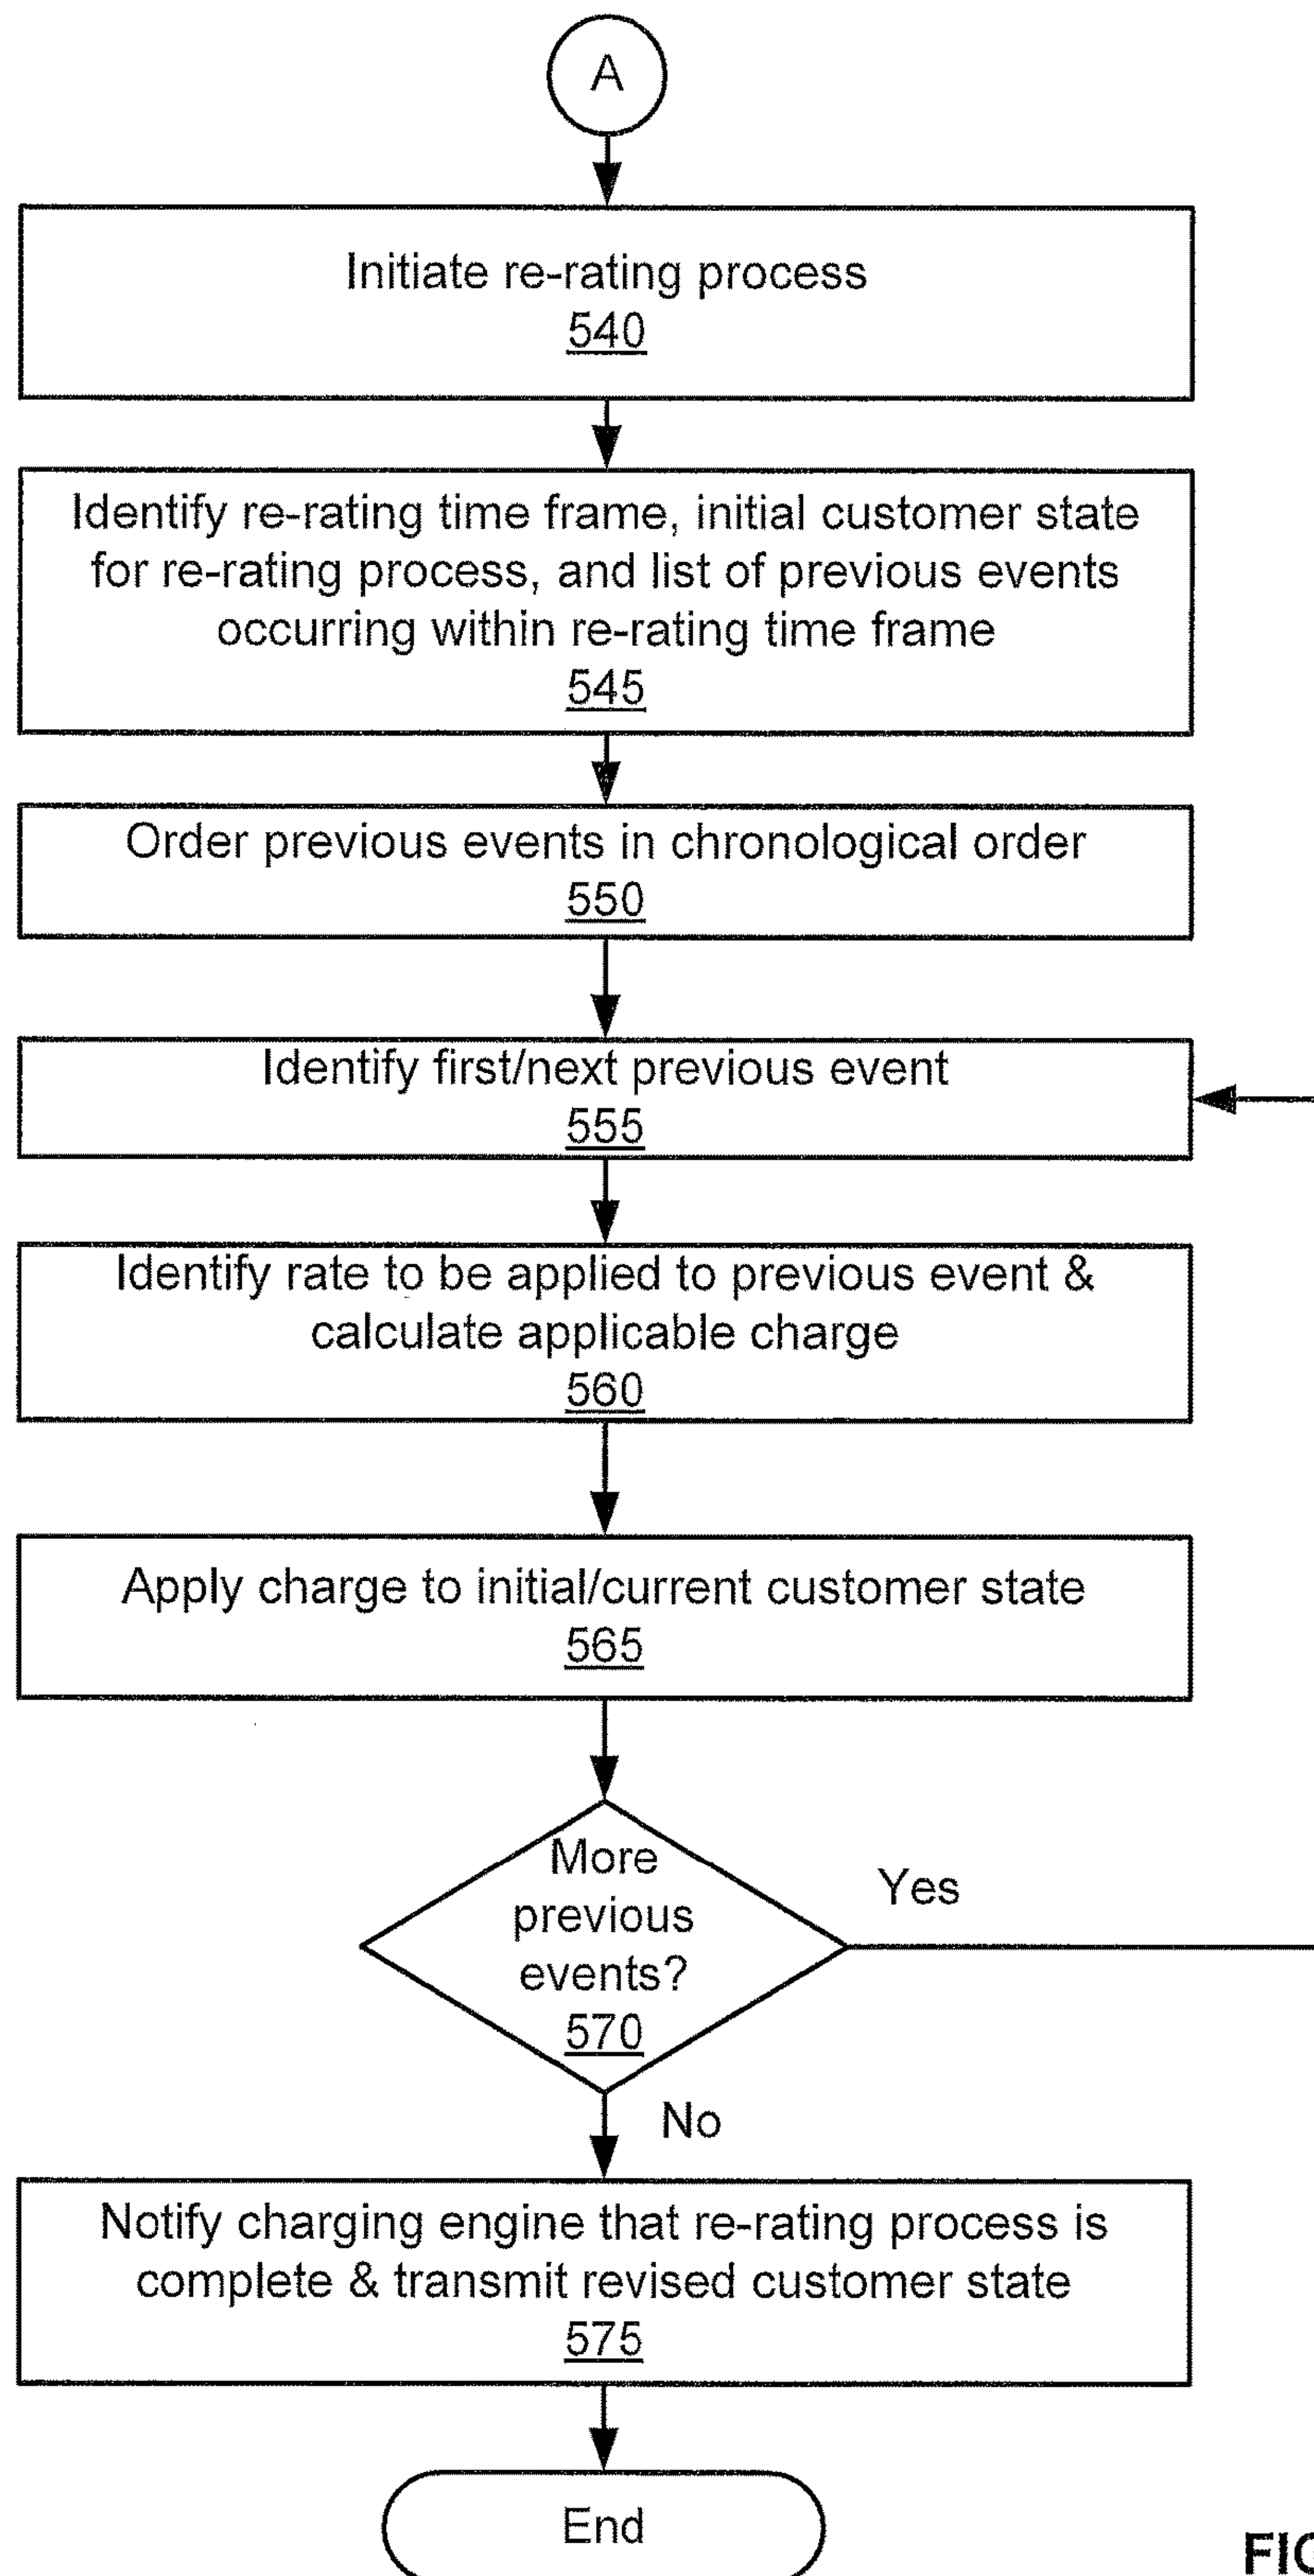 A
Initiate re-rating process
540
Identify re-rating time frame, initial customer state
for re-rating process, and list of previous events
occurring within re-rating time frame
545
Order previous events in chronological order
550
Identify first/next previous event
555
Identify rate to be applied to previous event &
calculate applicable charge
560
Apply charge to initial/current customer state
565
More
previous
events?
570
Yes
No
Notify charging engine that re-rating process is
complete & transmit revised customer state
575
End